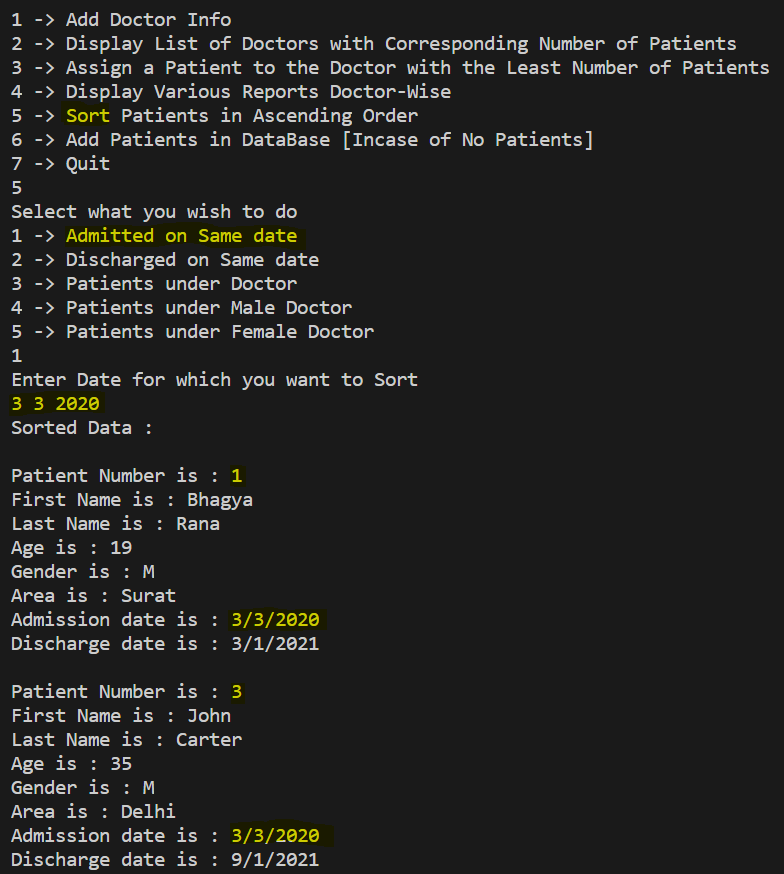 1 -> Add Doctor Info
2 -> Display List of Doctors with Corresponding Number of Patients
3 -> Assign a Patient to the Doctor with the Least Number of Patients
4 -> Display Various Reports Doctor-Wise
5 -> Sort Patients in Ascending Order
6 -> Add Patients in DataBase [Incase of No Patients]
7 -> Quit
5
Select what you wish to do
1 -> Admitted on Same date
2 -> Discharged on Same date
3 -> Patients under Doctor
4 -> Patients under Male Doctor
5 -> Patients under Female Doctor
1
Enter Date for which you want to Sort
3 3 2020
Sorted Data :
Patient Number is : 1
First Name is : Bhagya
Last Name is : Rana
Age is : 19
Gender is : M
Area is : Surat
Admission date is : 3/3/2020
Discharge date is : 3/1/2021
Patient Number is : 3
First Name is : John
Last Name is : Carter
Age is : 35
Gender is : M
Area is : Delhi
Admission date is : 3/3/2020
Discharge date is : 9/1/2021